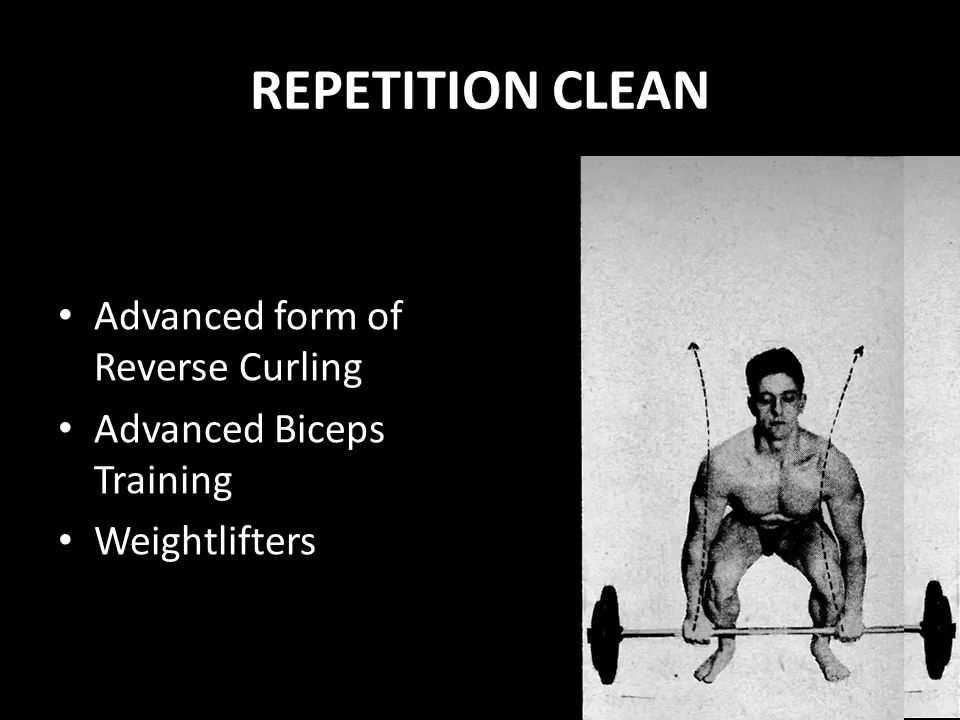 REPETITION CLEAN
• Advanced form of
Reverse Curling
• Advanced Biceps
Training
• Weightlifters